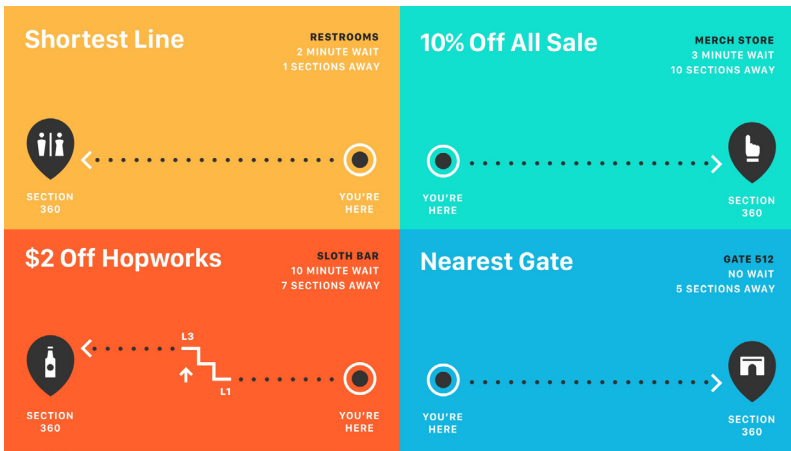 Shortest Line
RESTROOMS
2 MINUTE WAIT
1 SECTIONS AWAY
SECTION
360
YOU'RE
HERE
10% Off All Sale
MERCH STORE
3 MINUTE WAIT
10 SECTIONS AWAY
YOU'RE
HERE
SECTION
360
$2 Off Hopworks
SLOTH BAR
10 MINUTE WAIT
7 SECTIONS AWAY
L3
L1
SECTION
360
YOU'RE
HERE
Nearest Gate
GATE 512
NO WAIT
5 SECTIONS AWAY
YOU'RE
HERE
SECTION
360